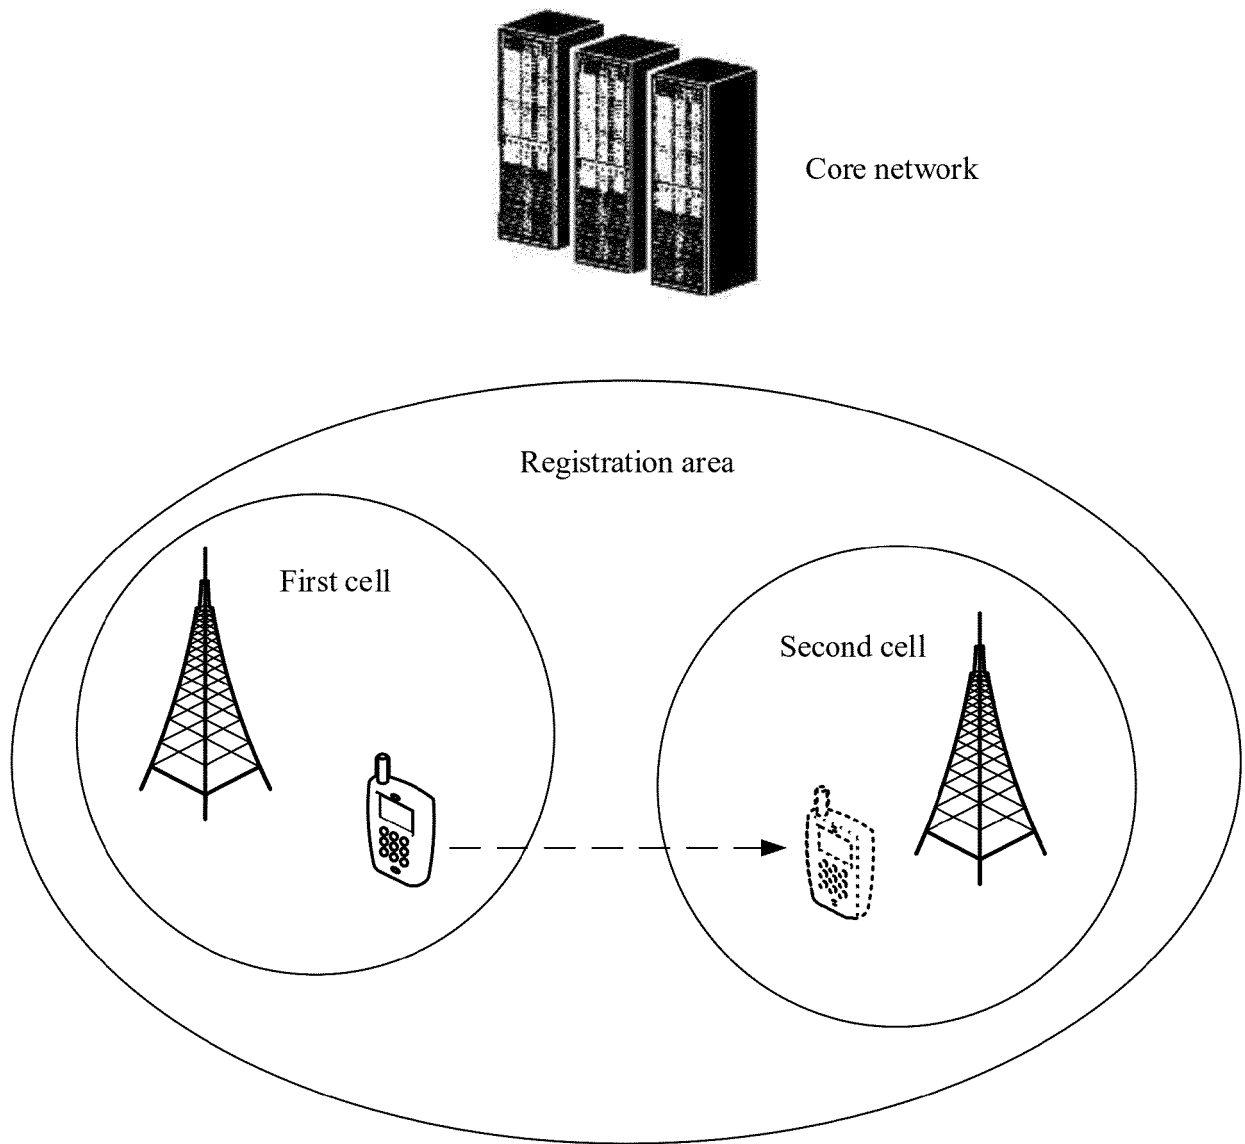 Core network
Registration area
First cell
Second cell